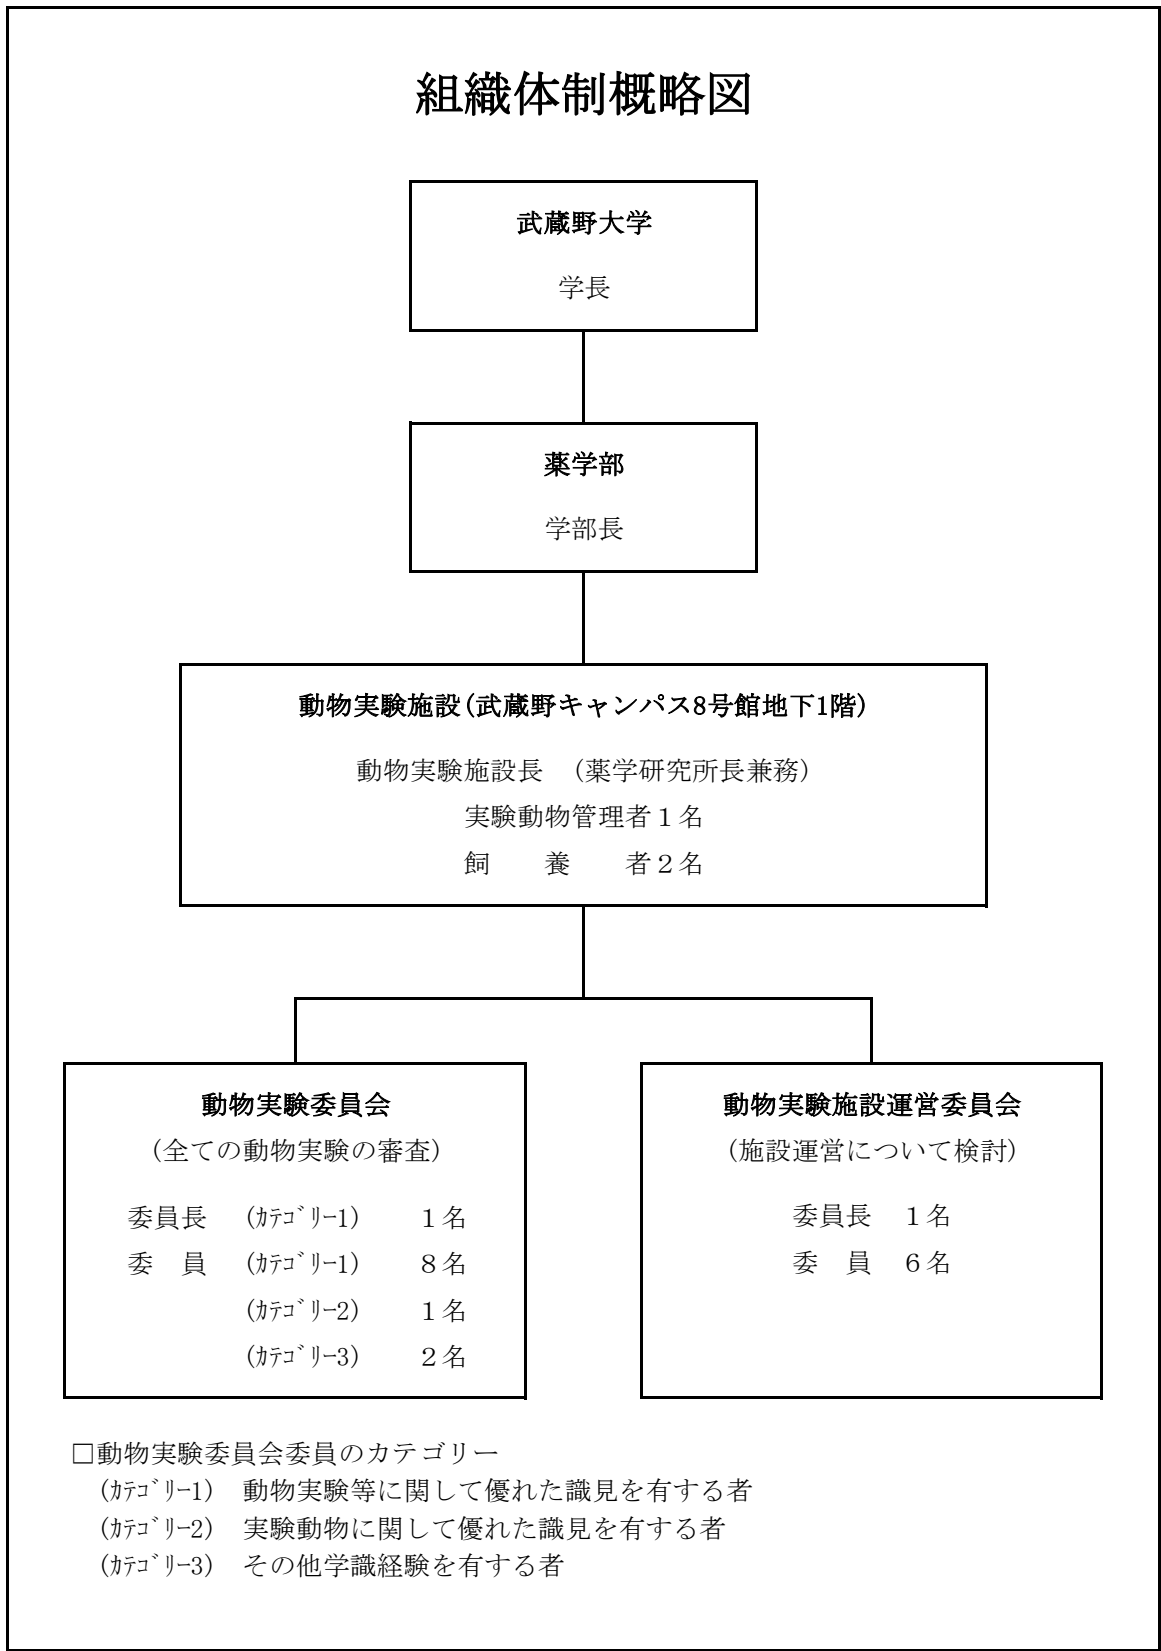 組織体制概略図
武蔵野大学
学長
薬学部
学部長
動物実験施設(武蔵野キャンパス8号館地下1階)
動物実験施設長　(薬学研究所長兼務)
実験動物管理者１名
飼　養　者２名
動物実験委員会
(全ての動物実験の審査)
委員長　(ｶﾃｺﾞﾘｰ1)　１名
委　員　(ｶﾃｺﾞﾘｰ1)　８名
(ｶﾃｺﾞﾘｰ2)　１名
(ｶﾃｺﾞﾘｰ3)　２名
動物実験施設運営委員会
(施設運営について検討)
委員長　１名
委　員　６名
□動物実験委員会委員のカテゴリー
(ｶﾃｺﾞﾘｰ1)　動物実験等に関して優れた識見を有する者
(ｶﾃｺﾞﾘｰ2)　実験動物に関して優れた識見を有する者
(ｶﾃｺﾞﾘｰ3)　その他学識経験を有する者